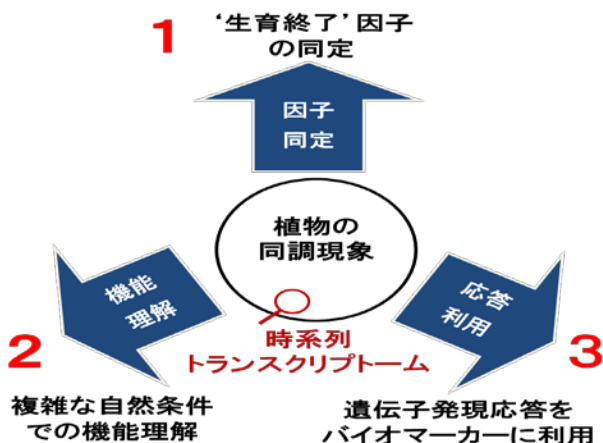 1
‘生育終了’因子
の同定
因子
同定
植物の
同調現象
時系列
トランスクリプトーム
機能
理解
2
複雑な自然条件
での機能理解
応答
利用
3
遺伝子発現応答を
バイオマーカーに利用